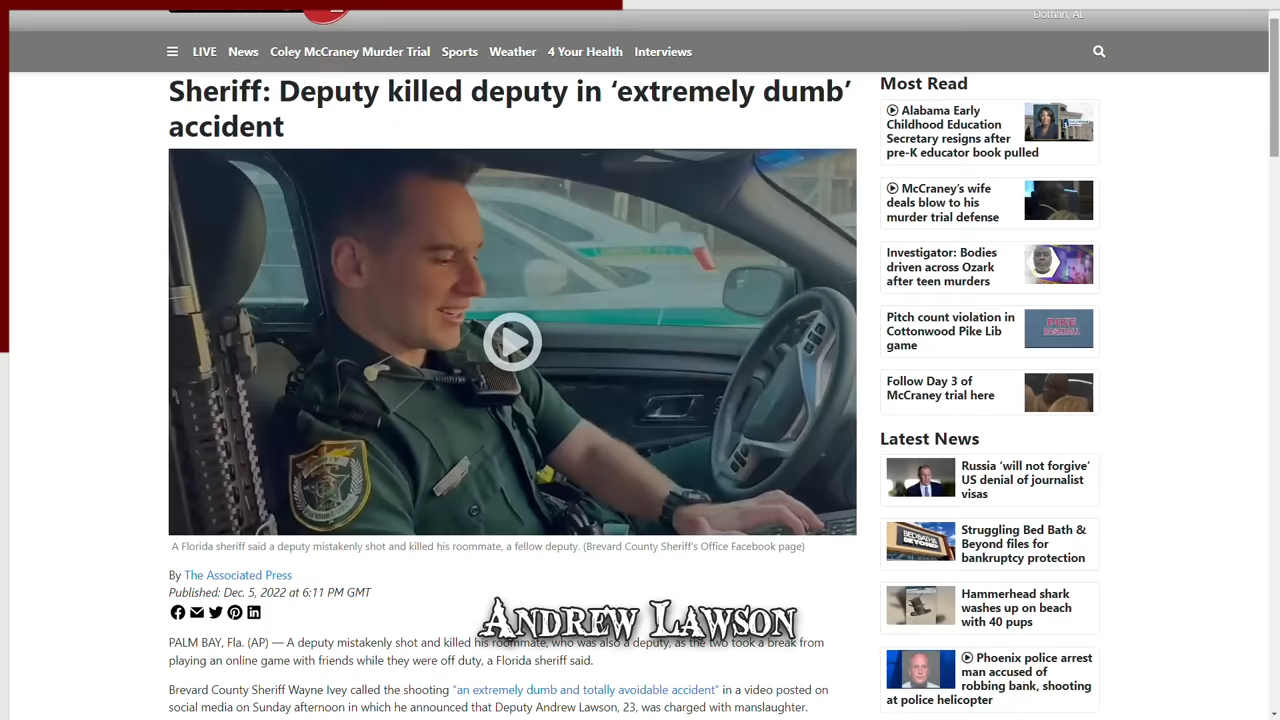 Dothan, AL
LIVE News Coley McCraney Murder Trial Sports Weather 4 Your Health Interviews
Sheriff: Deputy killed deputy in ‘extremely dumb’
accident
A Florida sheriff said a deputy mistakenly shot and killed his roommate, a fellow deputy. (Brevard County Sheriff's Office Facebook page)
By The Associated Press
Published: Dec. 5, 2022 at 6:11 PM GMT
ANDREW LAWSON
PALM BAY, Fla. (AP) — A deputy mistakenly shot and killed his roommate, who was also a deputy, as the two took a break from
playing an online game with friends while they were off duty, a Florida sheriff said.
Brevard County Sheriff Wayne Ivey called the shooting “an extremely dumb and totally avoidable accident” in a video posted on
social media on Sunday afternoon in which he announced that Deputy Andrew Lawson, 23, was charged with manslaughter.
Most Read
Alabama Early
Childhood Education
Secretary resigns after
pre-K educator book pulled
McCraney’s wife
deals blow to his
murder trial defense
Investigator: Bodies
driven across Ozark
after teen murders
Pitch count violation in
Cottonwood Pike Lib
game
PIKE
BASEBALL
Follow Day 3 of
McCraney trial here
Latest News
Russia ‘will not forgive’
US denial of journalist
visas
Struggling Bed Bath &
Beyond files for
bankruptcy protection
BED BATH &
BEYOND
Hammerhead shark
washes up on beach
with 40 pups
Phoenix police arrest
man accused of
robbing bank, shooting
at police helicopter